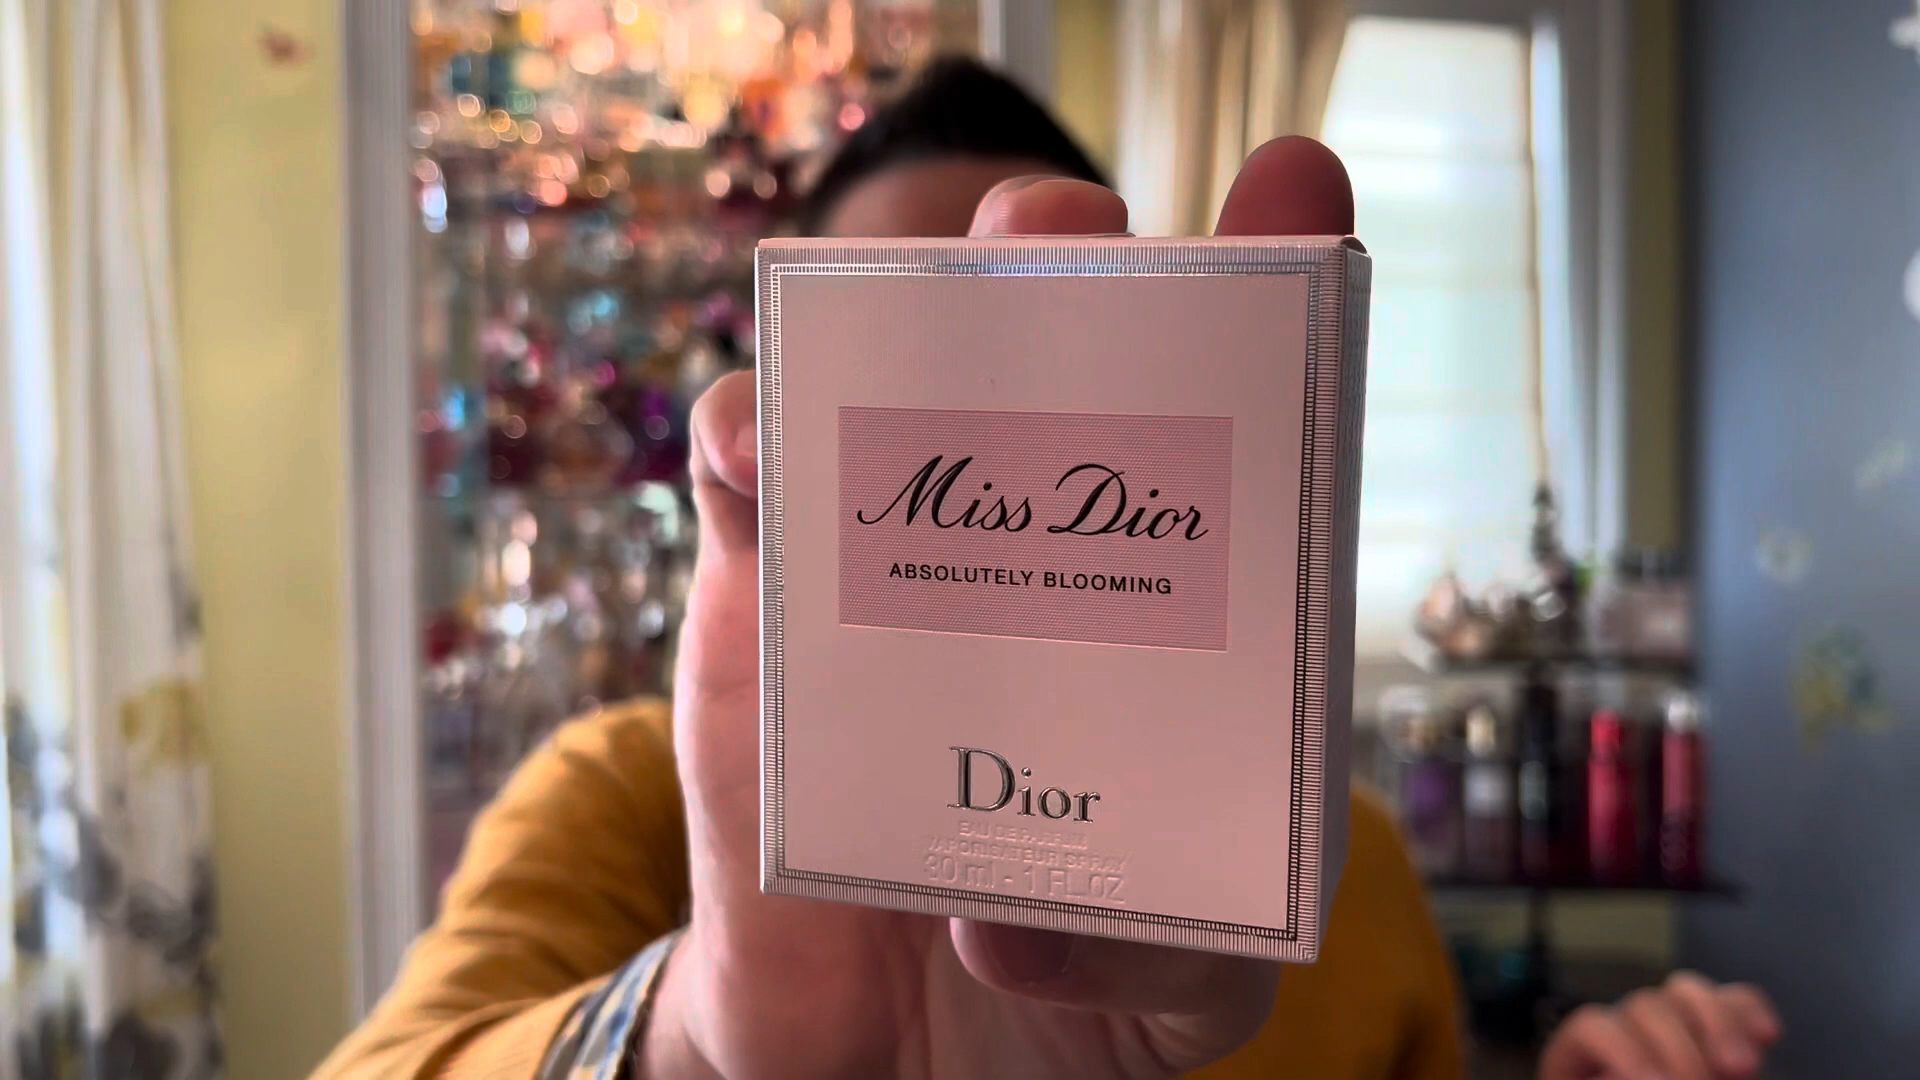 Miss Dior
ABSOLUTELY BLOOMING
Dior
EAU DE PARFUM
VAPORISATEUR SPRAY
30 ml - 1 FL.OZ